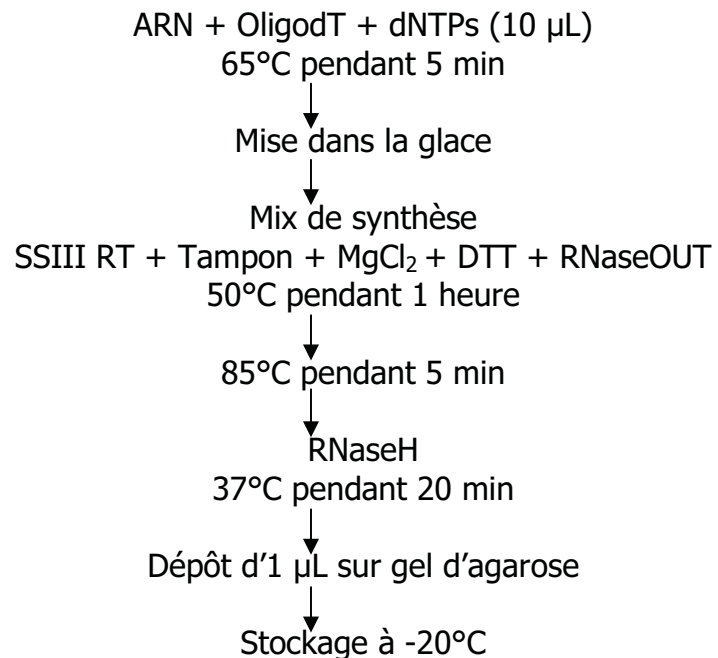 ARN + OligodT + dNTPs (10 µL)
65°C pendant 5 min
Mise dans la glace
Mix de synthèse
SSIII RT + Tampon + MgCl₂ + DTT + RNaseOUT
50°C pendant 1 heure
85°C pendant 5 min
RNaseH
37°C pendant 20 min
Dépôt d’1 µL sur gel d’agarose
Stockage à -20°C